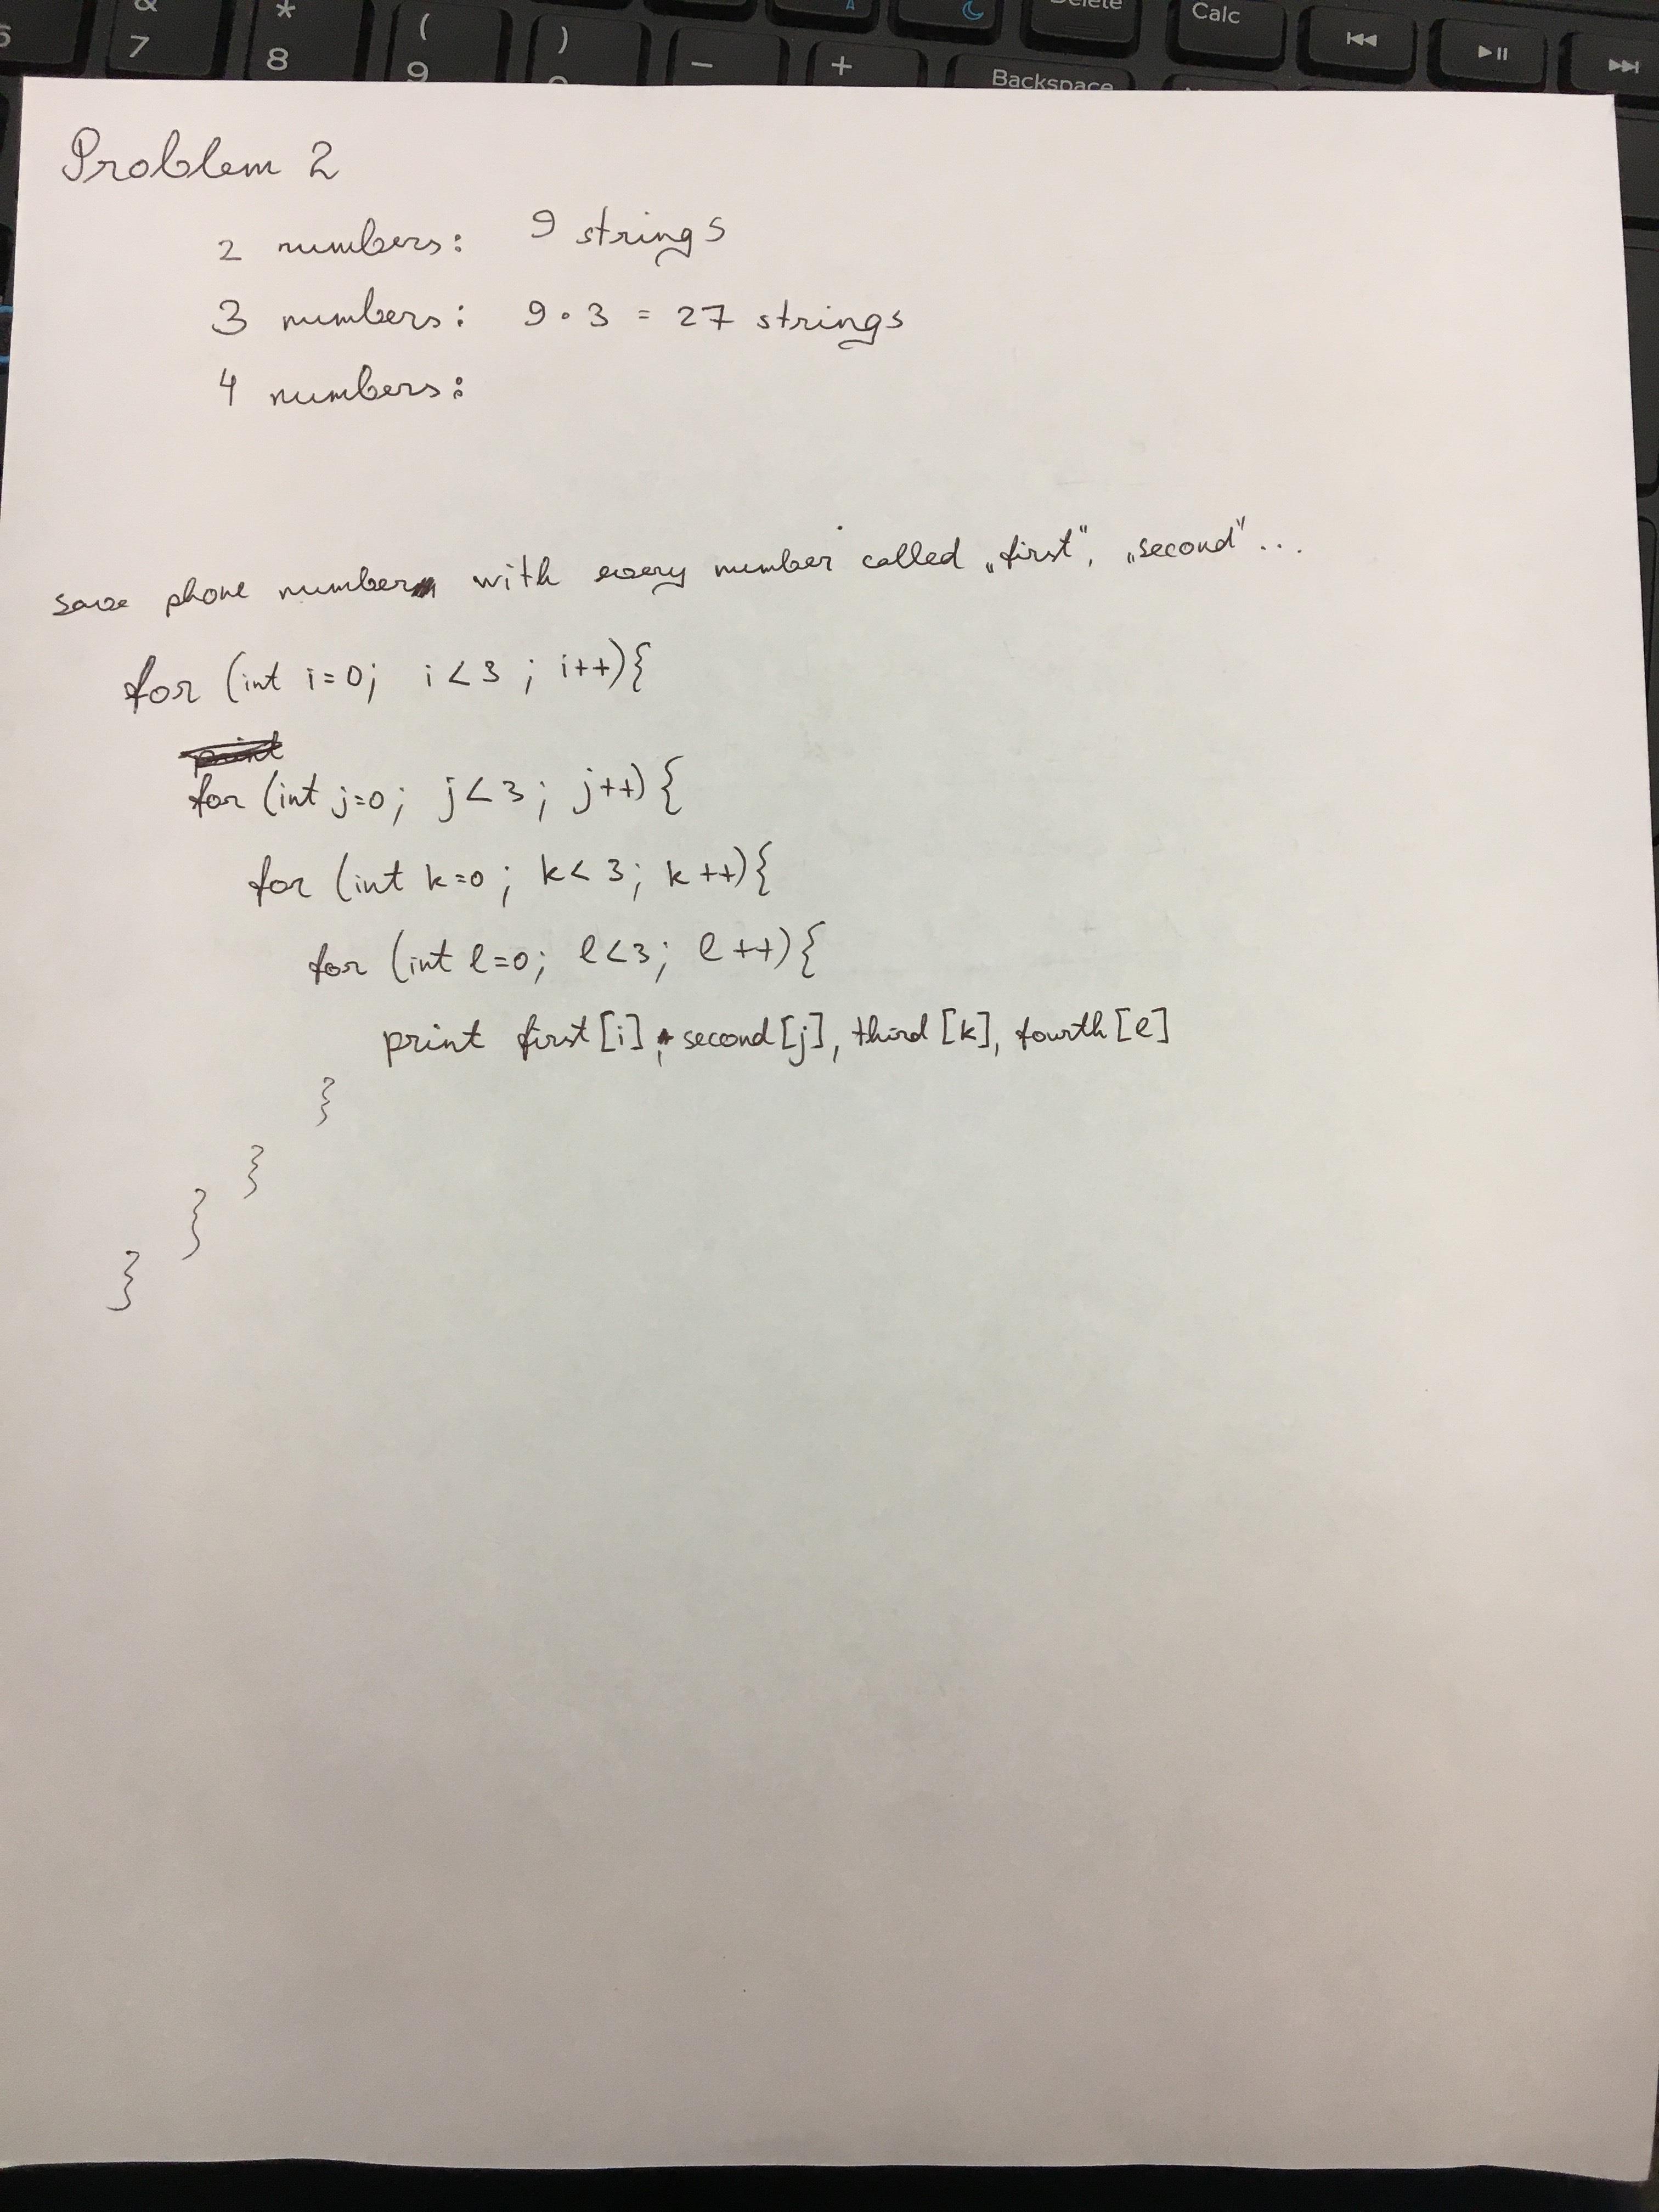 Problem 2
2 numbers: 9 strings
3 numbers: 9·3 = 27 strings
4 numbers:
save phone number with every number called „first“, „second“...
for (int i=0; i<3; i++){
for (int j=0; j<3; j++){
for (int k=0; k<3; k++){
for (int l=0; l<3; l++){
print first[i], second[j], third[k], fourth[l]
}
}
}
}
&
7
*
8
(
9
)
-
+
Backspace
Calc